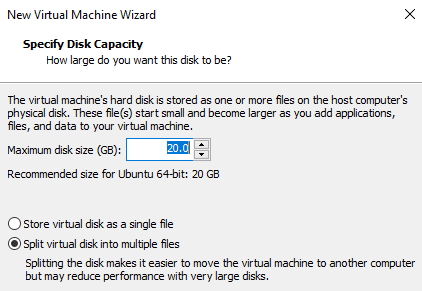 New Virtual Machine Wizard
Specify Disk Capacity
How large do you want this disk to be?
The virtual machine's hard disk is stored as one or more files on the host computer's
physical disk. These file(s) start small and become larger as you add applications,
files, and data to your virtual machine.
Maximum disk size (GB): 20.0
Recommended size for Ubuntu 64-bit: 20 GB
Store virtual disk as a single file
Split virtual disk into multiple files
Splitting the disk makes it easier to move the virtual machine to another computer
but may reduce performance with very large disks.